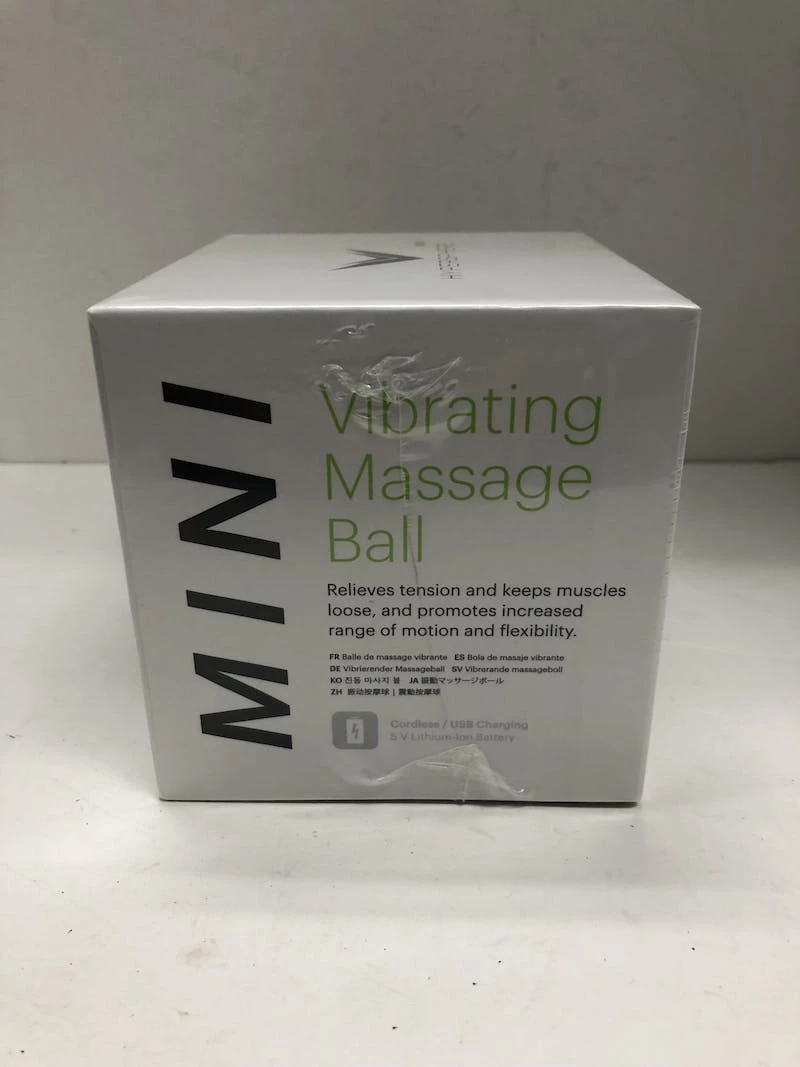 MINI
Vibrating
Massage
Ball
Relieves tension and keeps muscles
loose, and promotes increased
range of motion and flexibility.
FR Balle de massage vibrante ES Bola de masaje vibrante
DE Vibrierender Massageball SV Vibrerande massageboll
KO 진동 마사지 볼 JA 振動マッサージボール
ZH 振动按摩球 | 震動按摩球
Cordless / USB Charging
5 V Lithium-Ion Battery